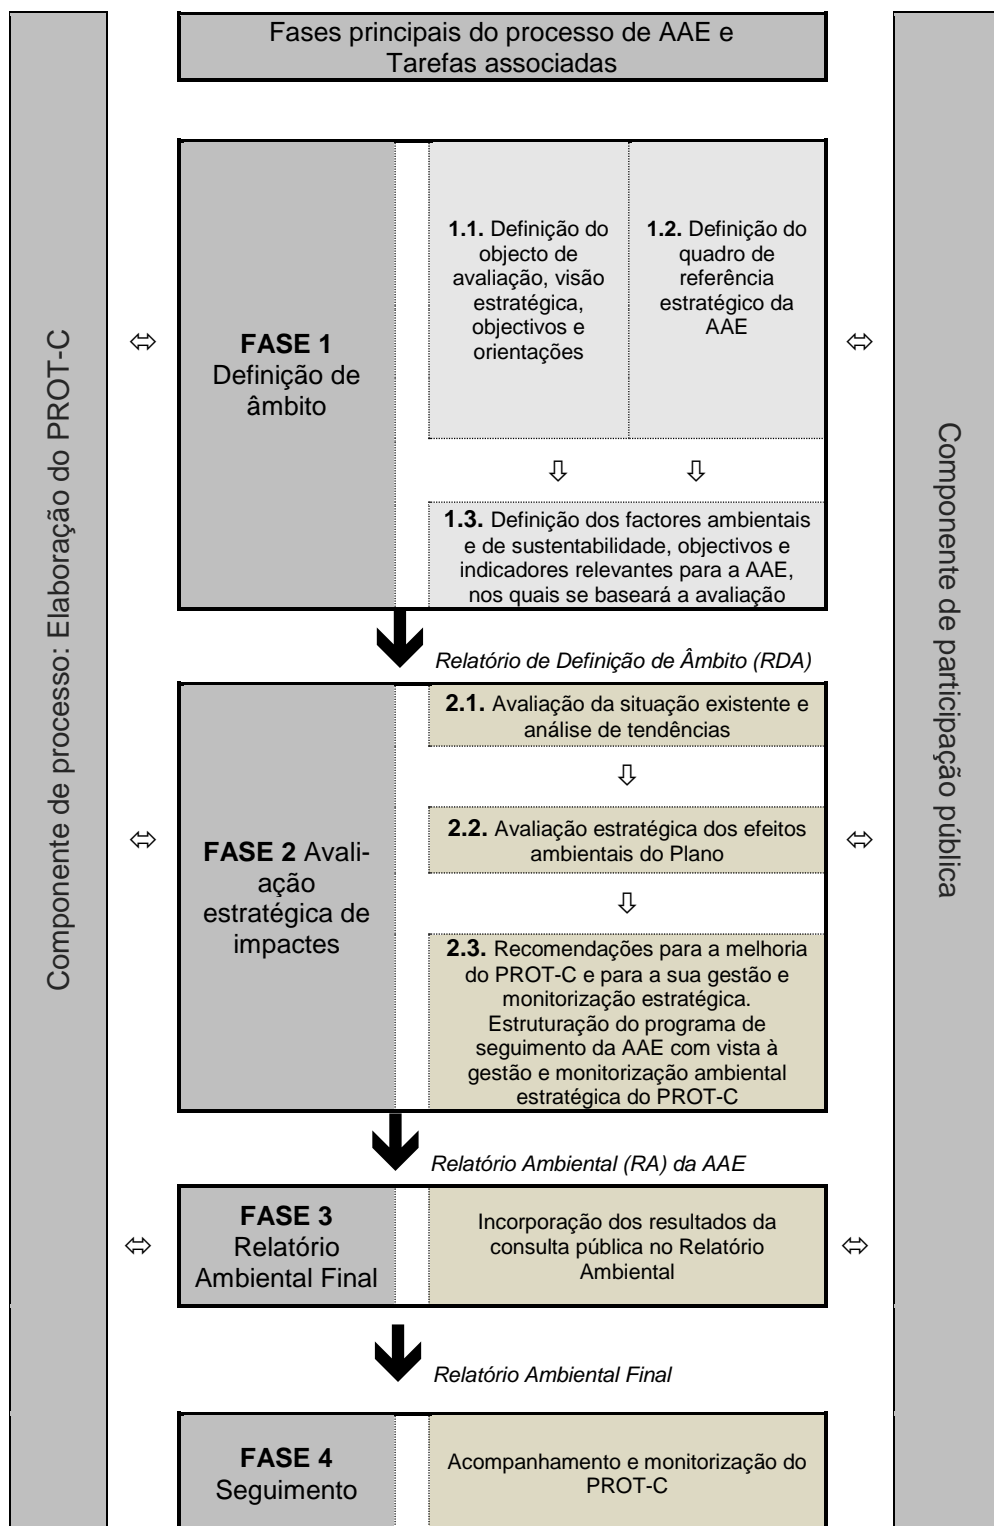 Fases principais do processo de AAE e
Tarefas associadas
Componente de processo: Elaboração do PROT-C
FASE 1
Definição de
âmbito
1.1. Definição do
objecto de
avaliação, visão
estratégica,
objectivos e
orientações
1.2. Definição do
quadro de
referência
estratégico da
AAE
1.3. Definição dos factores ambientais
e de sustentabilidade, objectivos e
indicadores relevantes para a AAE,
nos quais se baseará a avaliação
Relatório de Definição de Âmbito (RDA)
FASE 2 Avali-
ação
estratégica de
impactes
2.1. Avaliação da situação existente e
análise de tendências
2.2. Avaliação estratégica dos efeitos
ambientais do Plano
2.3. Recomendações para a melhoria
do PROT-C e para a sua gestão e
monitorização estratégica.
Estruturação do programa de
seguimento da AAE com vista à
gestão e monitorização ambiental
estratégica do PROT-C
Relatório Ambiental (RA) da AAE
FASE 3
Relatório
Ambiental Final
Incorporação dos resultados da
consulta pública no Relatório
Ambiental
Relatório Ambiental Final
FASE 4
Seguimento
Acompanhamento e monitorização do
PROT-C
Componente de participação pública